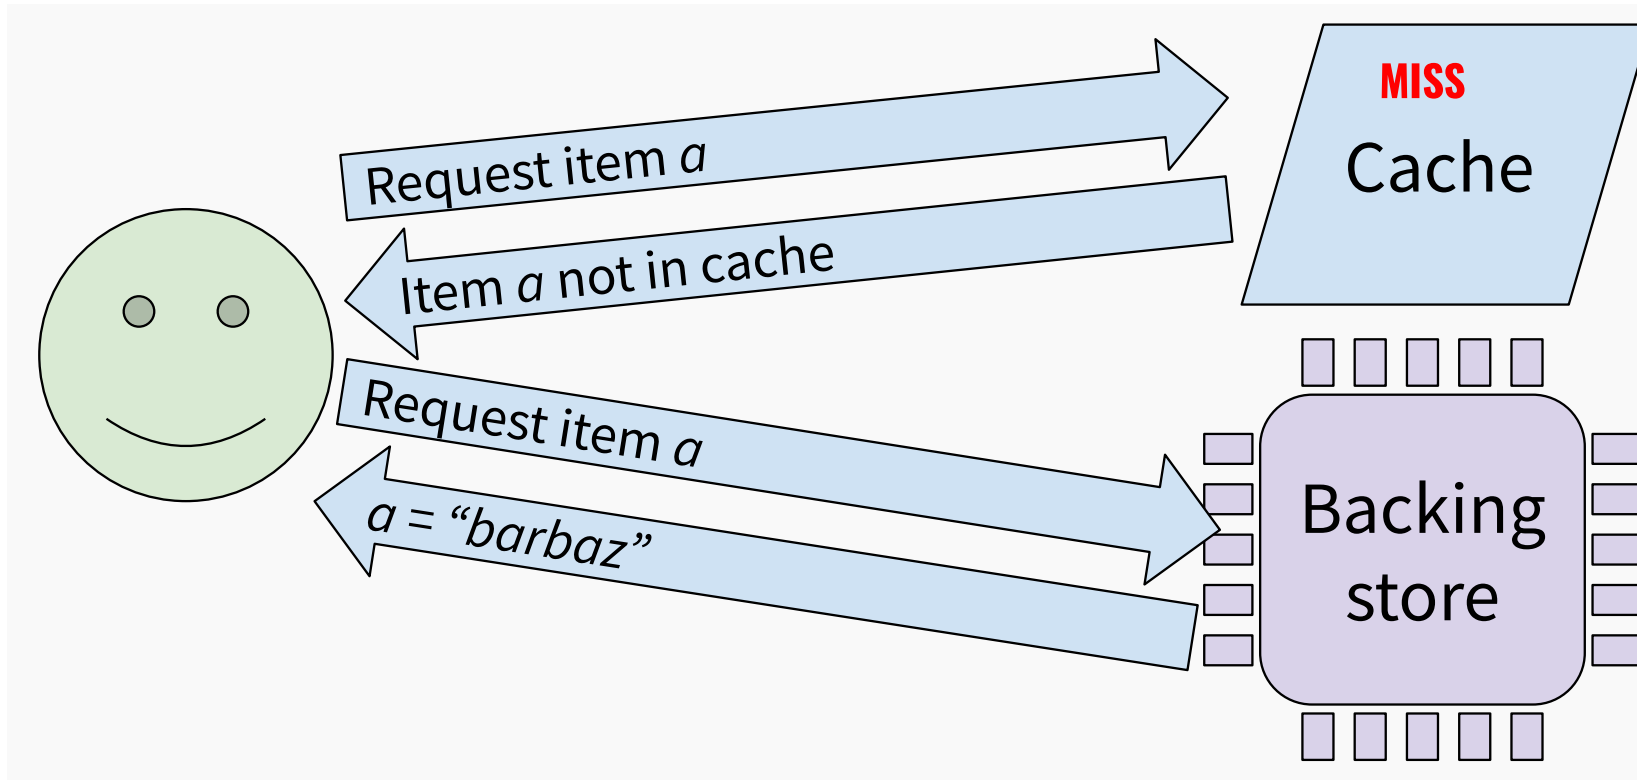 MISS
Cache
Request item a
Item a not in cache
Request item a
a = “barbaz”
Backing
store